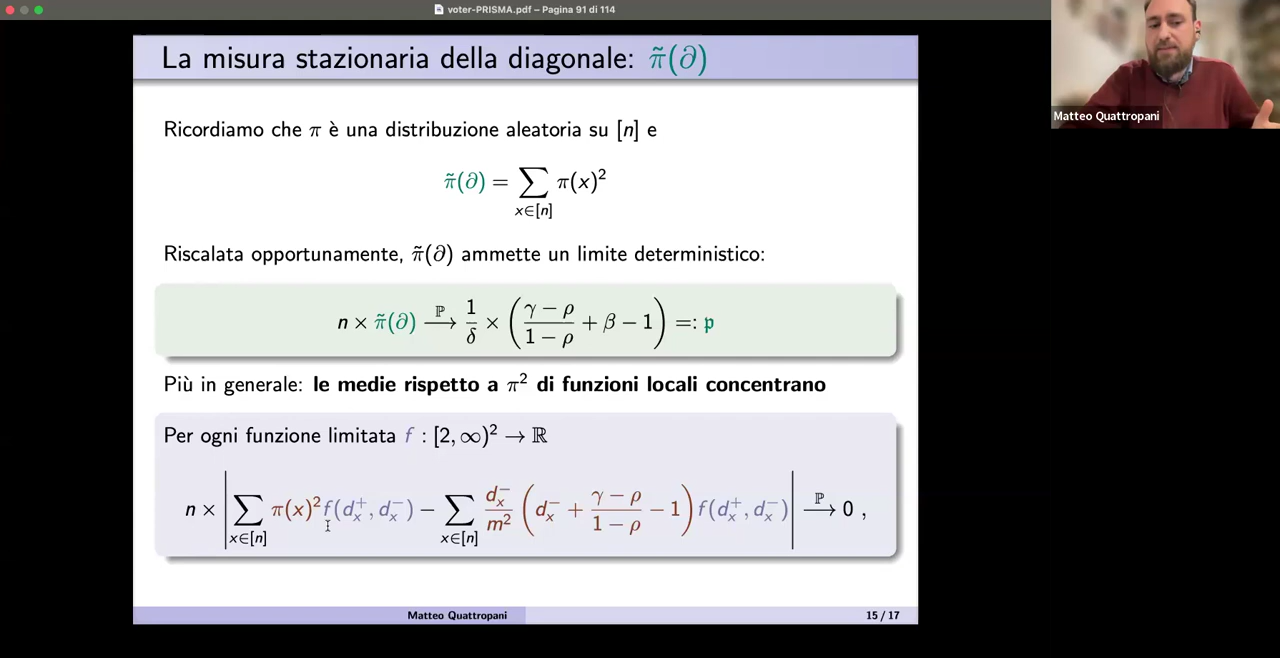 voter-PRISMA.pdf – Pagina 91 di 114
Matteo Quattropani
La misura stazionaria della diagonale: π̃(∂)
Ricordiamo che π è una distribuzione aleatoria su [n] e
π̃(∂) = ∑_{x∈[n]} π(x)²
Riscalata opportunamente, π̃(∂) ammette un limite deterministico:
n × π̃(∂) —ℙ→ 1/δ × ( (γ − ρ)/(1 − ρ) + β − 1 ) =: 𝔭
Più in generale: le medie rispetto a π² di funzioni locali concentrano
Per ogni funzione limitata f : [2, ∞)² → ℝ
n × | ∑_{x∈[n]} π(x)² f(d_x^+, d_x^-) − ∑_{x∈[n]} d_x^-/m² ( d_x^- + (γ − ρ)/(1 − ρ) − 1 ) f(d_x^+, d_x^-) | —ℙ→ 0 ,
Matteo Quattropani 15 / 17